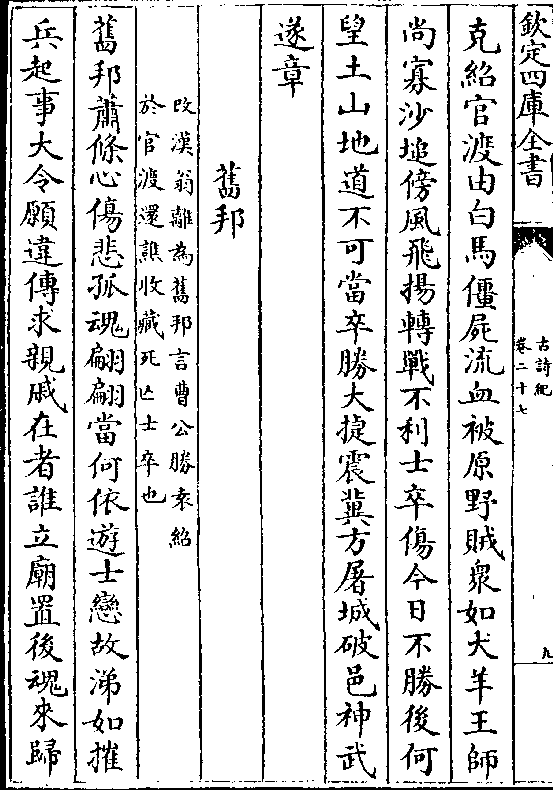 欽定四庫全書
古詩紀
卷二十七
九
克紹官渡由白馬僵屍流血被原野賊衆如犬羊王師
尚寡沙塠傍風飛揚轉戰不利士卒傷今日不勝後何
望土山地道不可當卒勝大捷震冀方屠城破邑神武
遂章
舊邦
改漢翁離為舊邦言曹公勝袁紹
於官渡還譙收藏死亡士卒也
舊邦蕭條心傷悲孤魂翩翩當何依遊士戀故涕如摧
兵起事大令願違傳求親戚在者誰立廟置後魂來歸